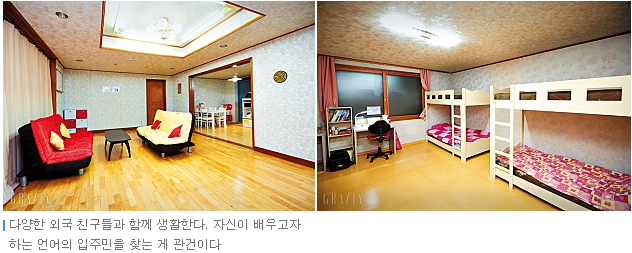 GRAZIA
GRAZIA
다양한 외국 친구들과 함께 생활한다. 자신이 배우고자
하는 언어의 입주민을 찾는 게 관건이다